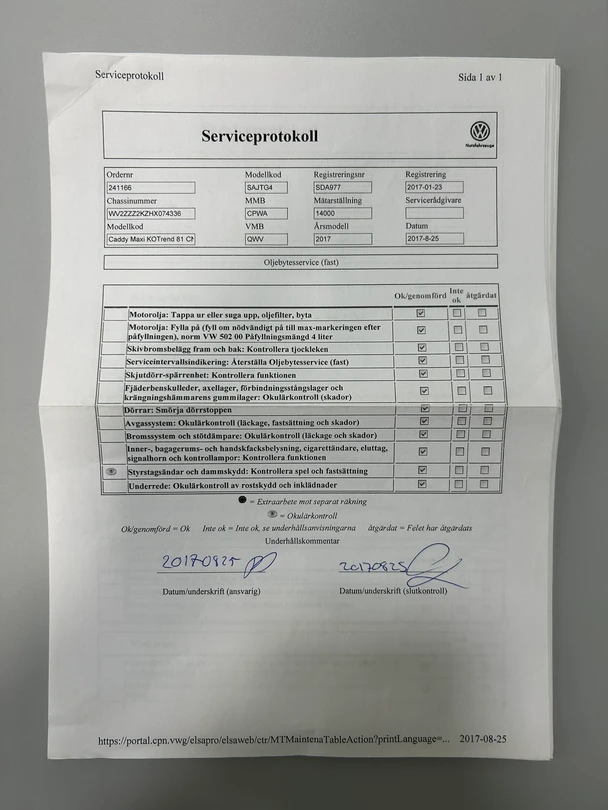 Serviceprotokoll Sida 1 av 1
Serviceprotokoll
Nutzfahrzeuge
Ordernr Modellkod Registreringsnr Registrering
241166 SAJTG4 SDA977 2017-01-23
Chassinummer MMB Mätarställning Servicerådgivare
WV2ZZZ2KZHX074336 CPWA 14000
Modellkod VMB Årsmodell Datum
Caddy Maxi KOTrend 81 CN QWV 2017 2017-8-25
Oljebytesservice (fast)
Ok/genomförd Inte ok åtgärdat
Motorolja: Tappa ur eller suga upp, oljefilter, byta
Motorolja: Fylla på (fyll om nödvändigt på till max-markeringen efter
påfyllningen), norm VW 502 00 Påfyllningsmängd 4 liter
Skivbromsbelägg fram och bak: Kontrollera tjockleken
Serviceintervallsindikering: Återställa Oljebytesservice (fast)
Skjutdörr-spärrenhet: Kontrollera funktionen
Fjäderbenskulleder, axellager, förbindningsstångslager och
krängningshämmarens gummilager: Okulärkontroll (skador)
Dörrar: Smörja dörrstoppen
Avgassystem: Okulärkontroll (läckage, fastsättning och skador)
Bromssystem och stötdämpare: Okulärkontroll (läckage och skador)
Inner-, bagagerums- och handskfacksbelysning, cigarettändare, eluttag,
signalhorn och kontrollampor: Kontrollera funktionen
Styrstagsändar och dammskydd: Kontrollera spel och fastsättning
Underrede: Okulärkontroll av rostskydd och inklädnader
= Extraarbete mot separat räkning
= Okulärkontroll
Ok/genomförd = Ok Inte ok = Inte ok, se underhållsanvisningarna åtgärdat = Felet har åtgärdats
Underhållskommentar
20170825 20170825
Datum/underskrift (ansvarig) Datum/underskrift (slutkontroll)
https://portal.cpn.vwg/elsapro/elsaweb/ctr/MTMaintenaTableAction?printLanguage=... 2017-08-25